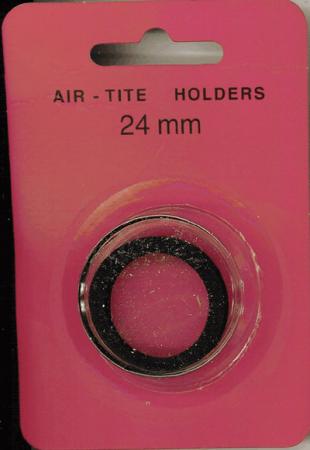 AIR - TITE HOLDERS
24 mm